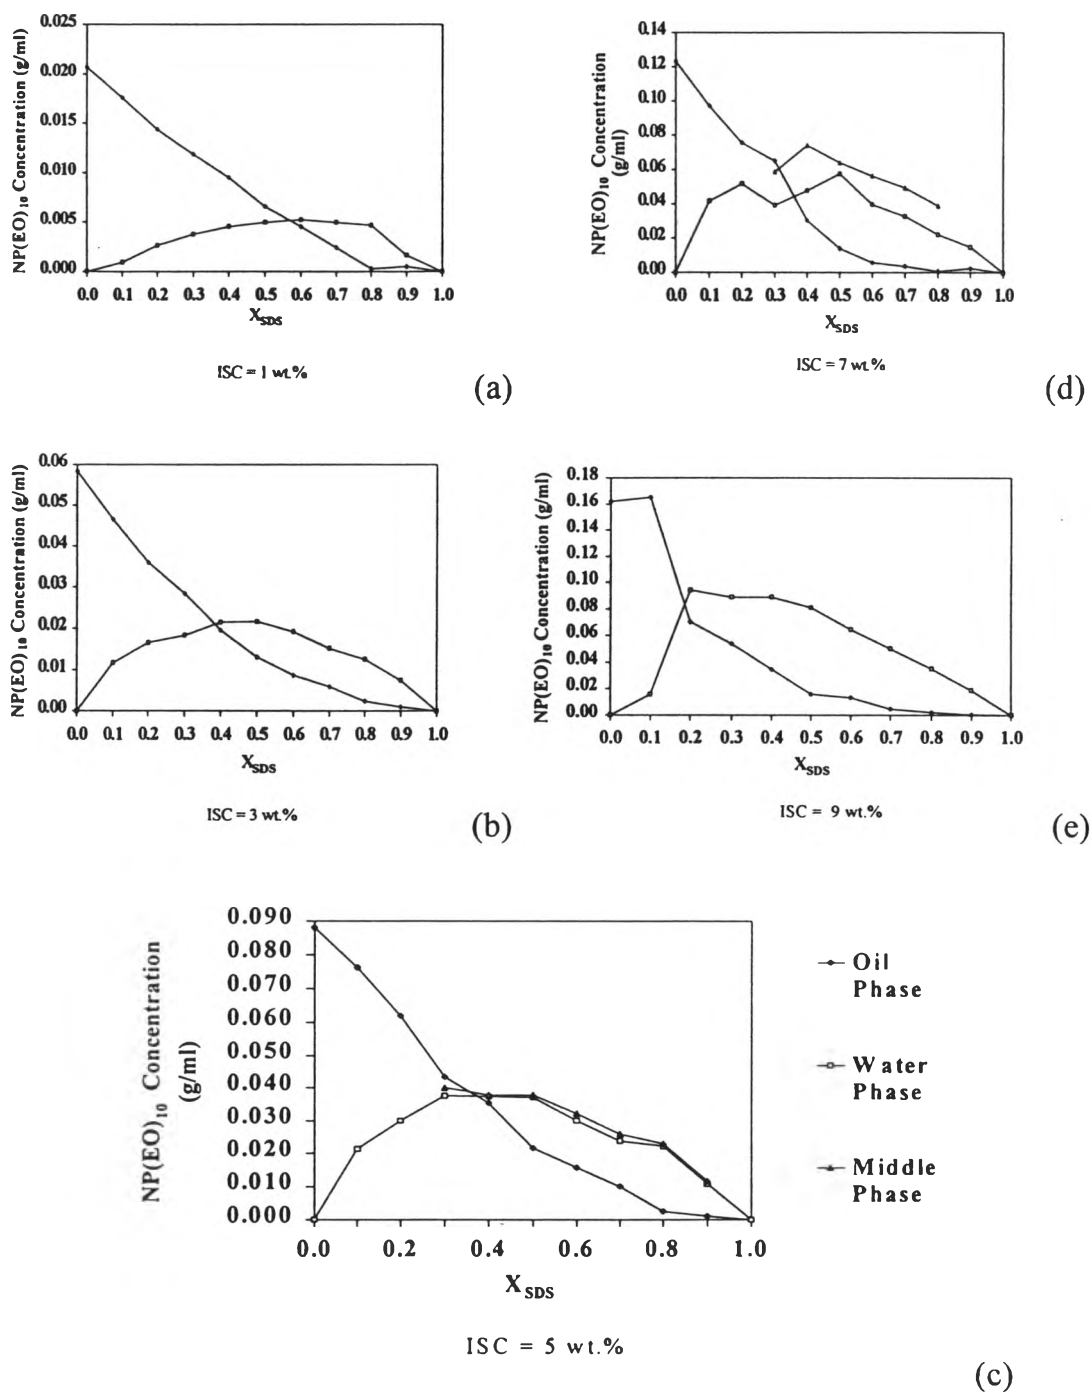 NP(EO)10 Concentration (g/ml)
0.025
0.020
0.015
0.010
0.005
0.000
0.0 0.1 0.2 0.3 0.4 0.5 0.6 0.7 0.8 0.9 1.0
XSDS
ISC = 1 wt.%
(a)
NP(EO)10 Concentration
(g/ml)
0.14
0.12
0.10
0.08
0.06
0.04
0.02
0.00
0.0 0.1 0.2 0.3 0.4 0.5 0.6 0.7 0.8 0.9 1.0
XSDS
ISC = 7 wt.%
(d)
NP(EO)10 Concentration (g/ml)
0.06
0.05
0.04
0.03
0.02
0.01
0.00
0.0 0.1 0.2 0.3 0.4 0.5 0.6 0.7 0.8 0.9 1.0
XSDS
ISC = 3 wt.%
(b)
NP(EO)10 Concentration (g/ml)
0.18
0.16
0.14
0.12
0.10
0.08
0.06
0.04
0.02
0.00
0.0 0.1 0.2 0.3 0.4 0.5 0.6 0.7 0.8 0.9 1.0
XSDS
ISC = 9 wt.%
(e)
NP(EO)10 Concentration
(g/ml)
0.090
0.080
0.070
0.060
0.050
0.040
0.030
0.020
0.010
0.000
0.0 0.2 0.4 0.6 0.8 1.0
XSDS
ISC = 5 wt.%
Oil
Phase
Water
Phase
Middle
Phase
(c)